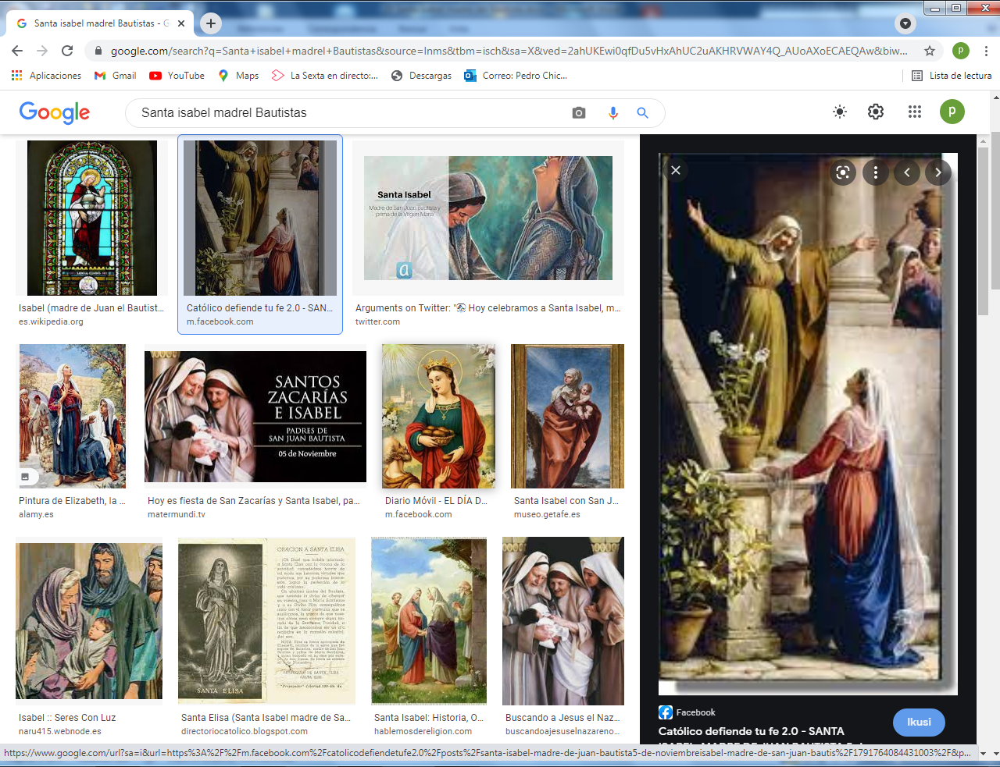 Santa isabel madrel Bautistas - G
google.com/search?q=Santa+isabel+madrel+Bautistas&source=lnms&tbm=isch&sa=X&ved=2ahUKEwi0qfDu5vHxAhUC2uAKHRVWAY4Q_AUoAXoECAEQAw&biw...
p
Aplicaciones
Gmail
YouTube
Maps
La Sexta en directo:...
Descargas
Correo: Pedro Chic...
Lista de lectura
Google
Santa isabel madrel Bautistas
p
Santa Isabel
Madre de San Juan Bautista y
prima de la Virgen María
a
Isabel (madre de Juan el Bautist...
es.wikipedia.org
Católico defiende tu fe 2.0 - SAN...
m.facebook.com
Arguments on Twitter: "🌦 Hoy celebramos a Santa Isabel, m...
twitter.com
SANTOS
ZACARÍAS
E ISABEL
PADRES DE
SAN JUAN BAUTISTA
05 de Noviembre
Pintura de Elizabeth, la ...
alamy.es
Hoy es fiesta de San Zacarías y Santa Isabel, pa...
matermundi.tv
Diario Móvil - EL DÍA D...
m.facebook.com
Santa Isabel con San J...
museo.getafe.es
ORACION A SANTA ELISA
SANTA ELISA
Isabel :: Seres Con Luz
naru415.webnode.es
Santa Elisa (Santa Isabel madre de Sa...
directoriocatolico.blogspot.com
Santa Isabel: Historia, O...
hablemosdereligion.com
Buscando a Jesus el Naz...
buscandoajesuselnazareno...
Facebook
Católico defiende tu fe 2.0 - SANTA
Ikusi
https://www.google.com/url?sa=i&url=https%3A%2F%2Fm.facebook.com%2Fcatolicodefiendetufe2.0%2Fposts%2Fsanta-isabel-madre-de-juan-bautista5-de-noviembreisabel-madre-de-san-juan-bautis%2F1791764084431003%2F&p...